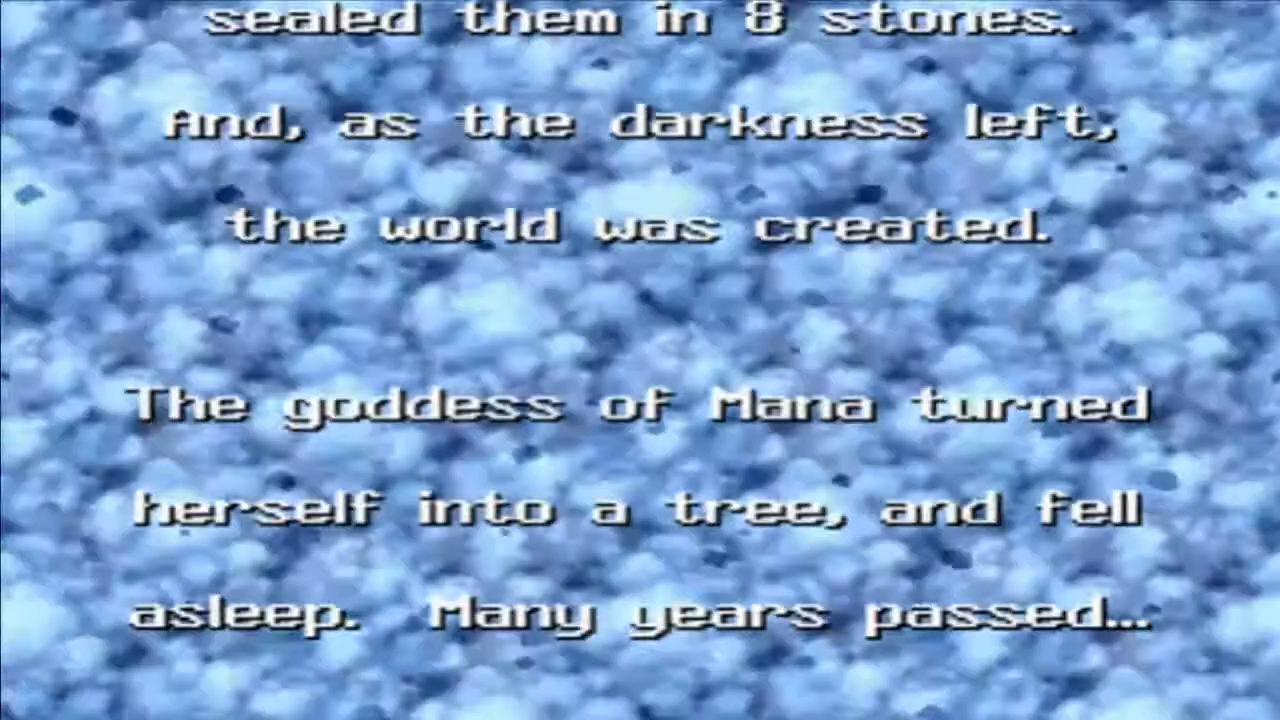 sealed them in 8 stones.
And, as the darkness left,
the world was created.
The goddess of Mana turned
herself into a tree, and fell
asleep. Many years passed...